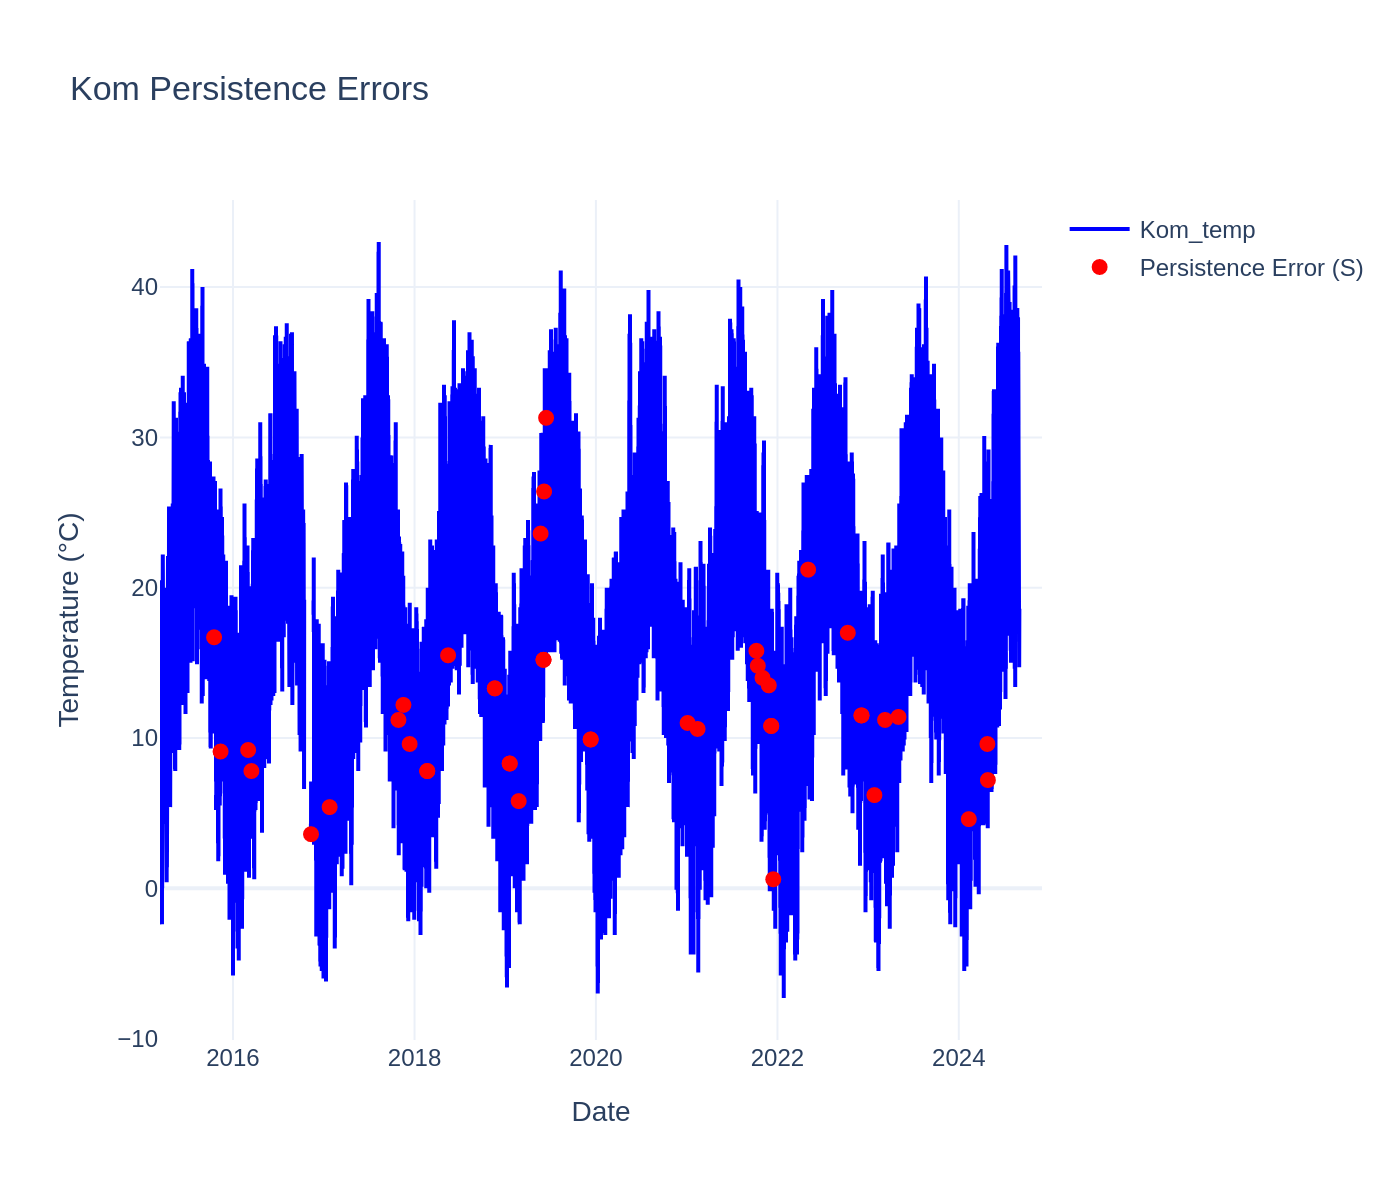 Kom Persistence Errors
Kom_temp
Persistence Error (S)
40
30
20
10
0
−10
Temperature (°C)
2016 2018 2020 2022 2024
Date